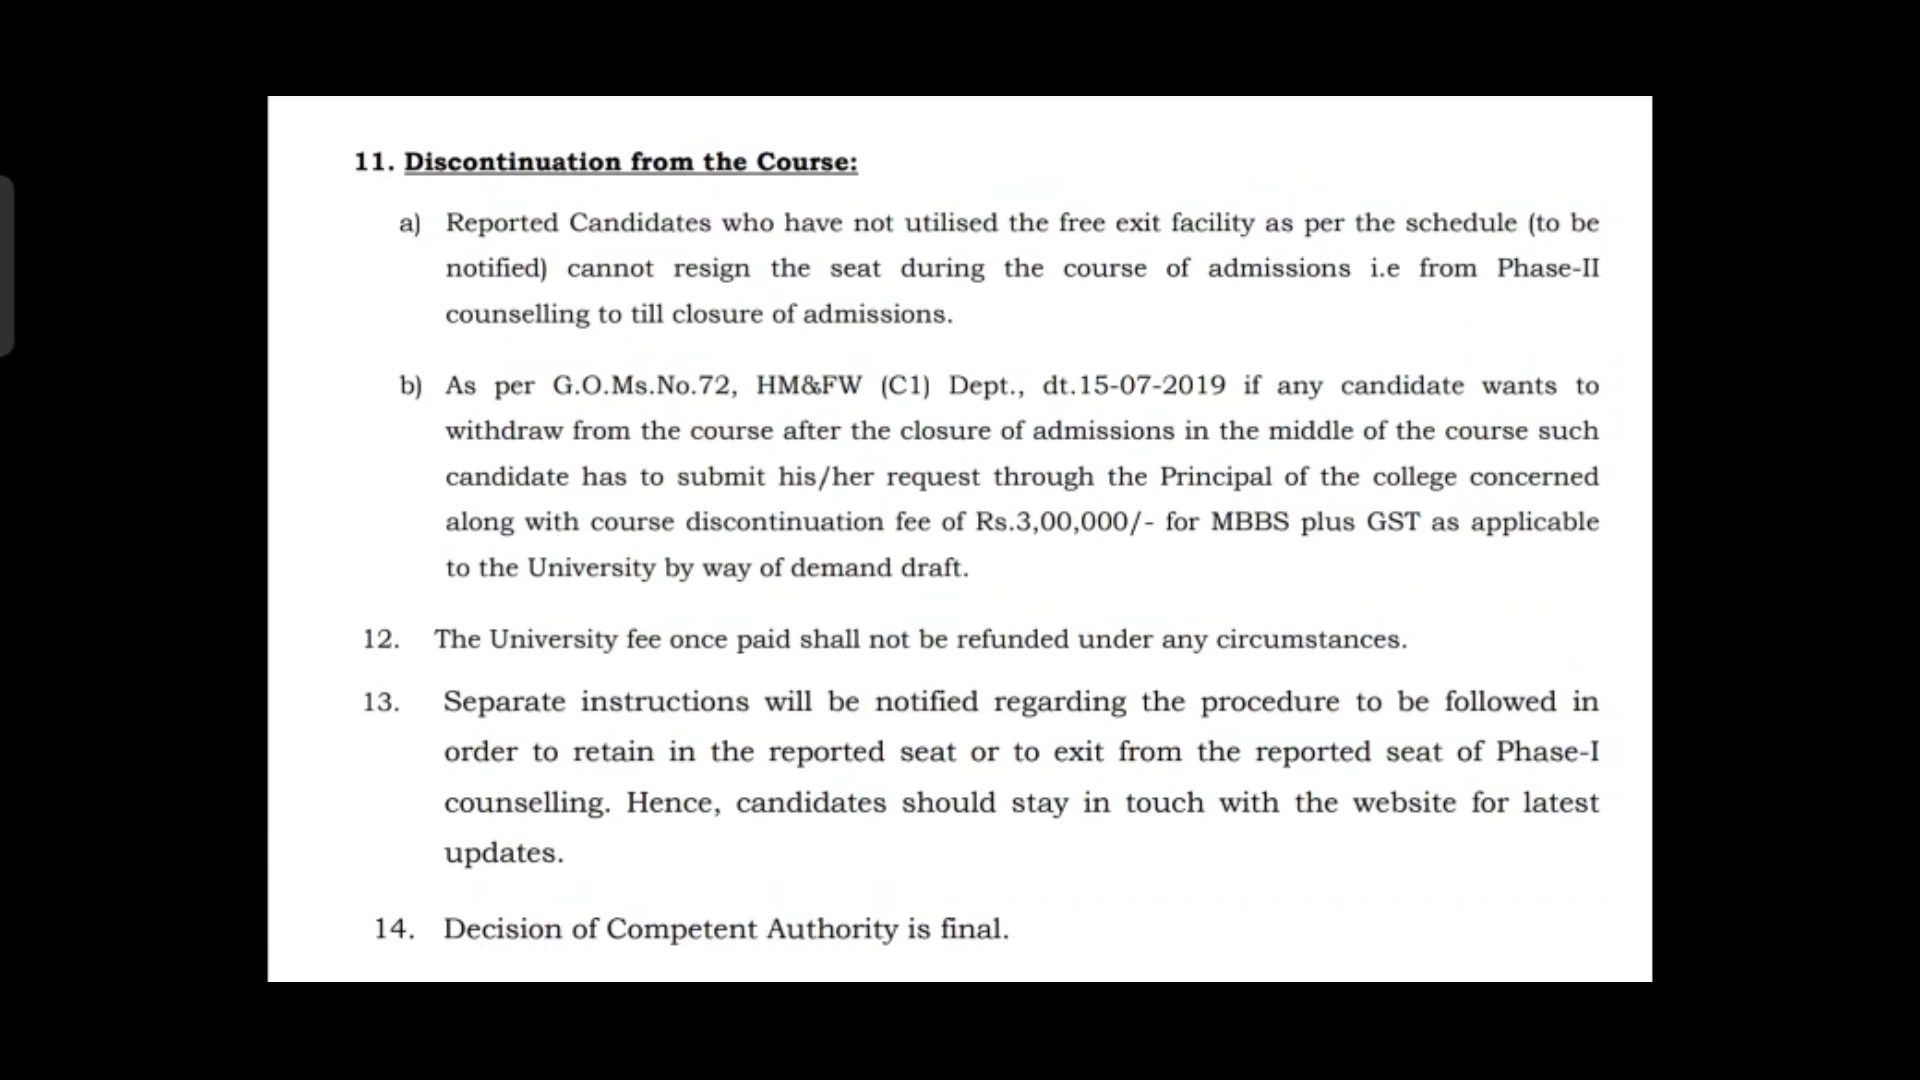 11. Discontinuation from the Course:
a) Reported Candidates who have not utilised the free exit facility as per the schedule (to be
notified) cannot resign the seat during the course of admissions i.e from Phase-II
counselling to till closure of admissions.
b) As per G.O.Ms.No.72, HM&FW (C1) Dept., dt.15-07-2019 if any candidate wants to
withdraw from the course after the closure of admissions in the middle of the course such
candidate has to submit his/her request through the Principal of the college concerned
along with course discontinuation fee of Rs.3,00,000/- for MBBS plus GST as applicable
to the University by way of demand draft.
12. The University fee once paid shall not be refunded under any circumstances.
13. Separate instructions will be notified regarding the procedure to be followed in
order to retain in the reported seat or to exit from the reported seat of Phase-I
counselling. Hence, candidates should stay in touch with the website for latest
updates.
14. Decision of Competent Authority is final.